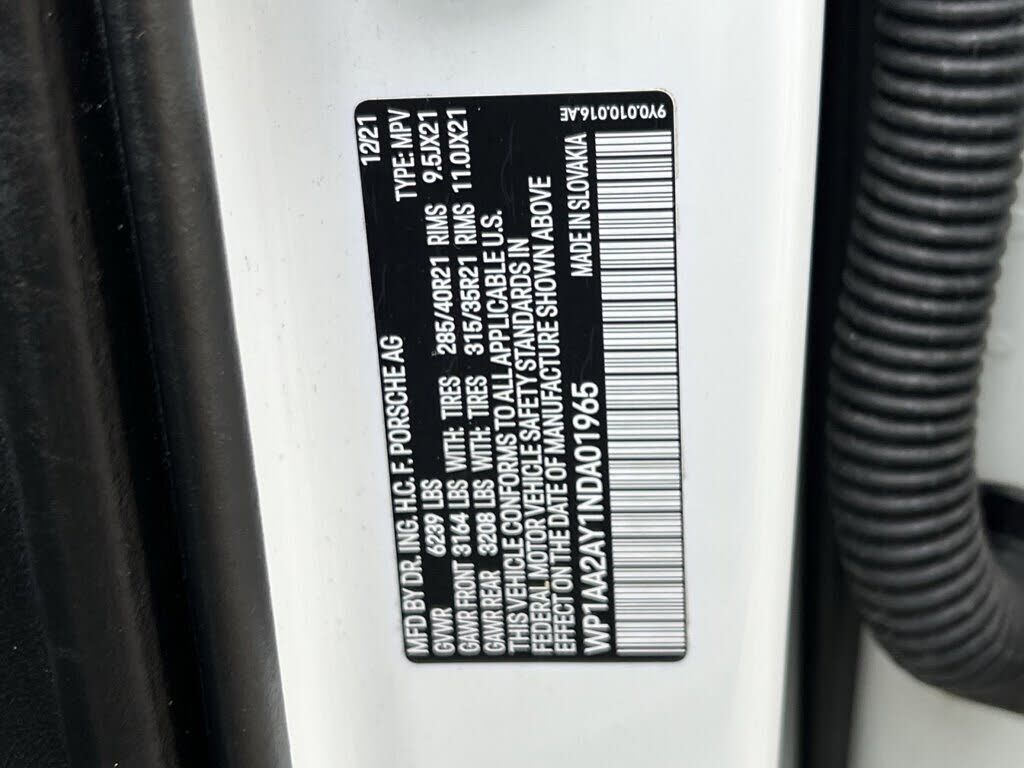 MFD BY DR. ING. H.C. F. PORSCHE AG 12/21
GVWR 6239 LBS TYPE: MPV
GAWR FRONT 3164 LBS WITH: TIRES 285/40R21 RIMS 9.5JX21
GAWR REAR 3208 LBS WITH: TIRES 315/35R21 RIMS 11.0JX21
THIS VEHICLE CONFORMS TO ALL APPLICABLE U.S.
FEDERAL MOTOR VEHICLE SAFETY STANDARDS IN
EFFECT ON THE DATE OF MANUFACTURE SHOWN ABOVE
WP1AA2AY1NDA01965 MADE IN SLOVAKIA
9Y0.010.016.AE